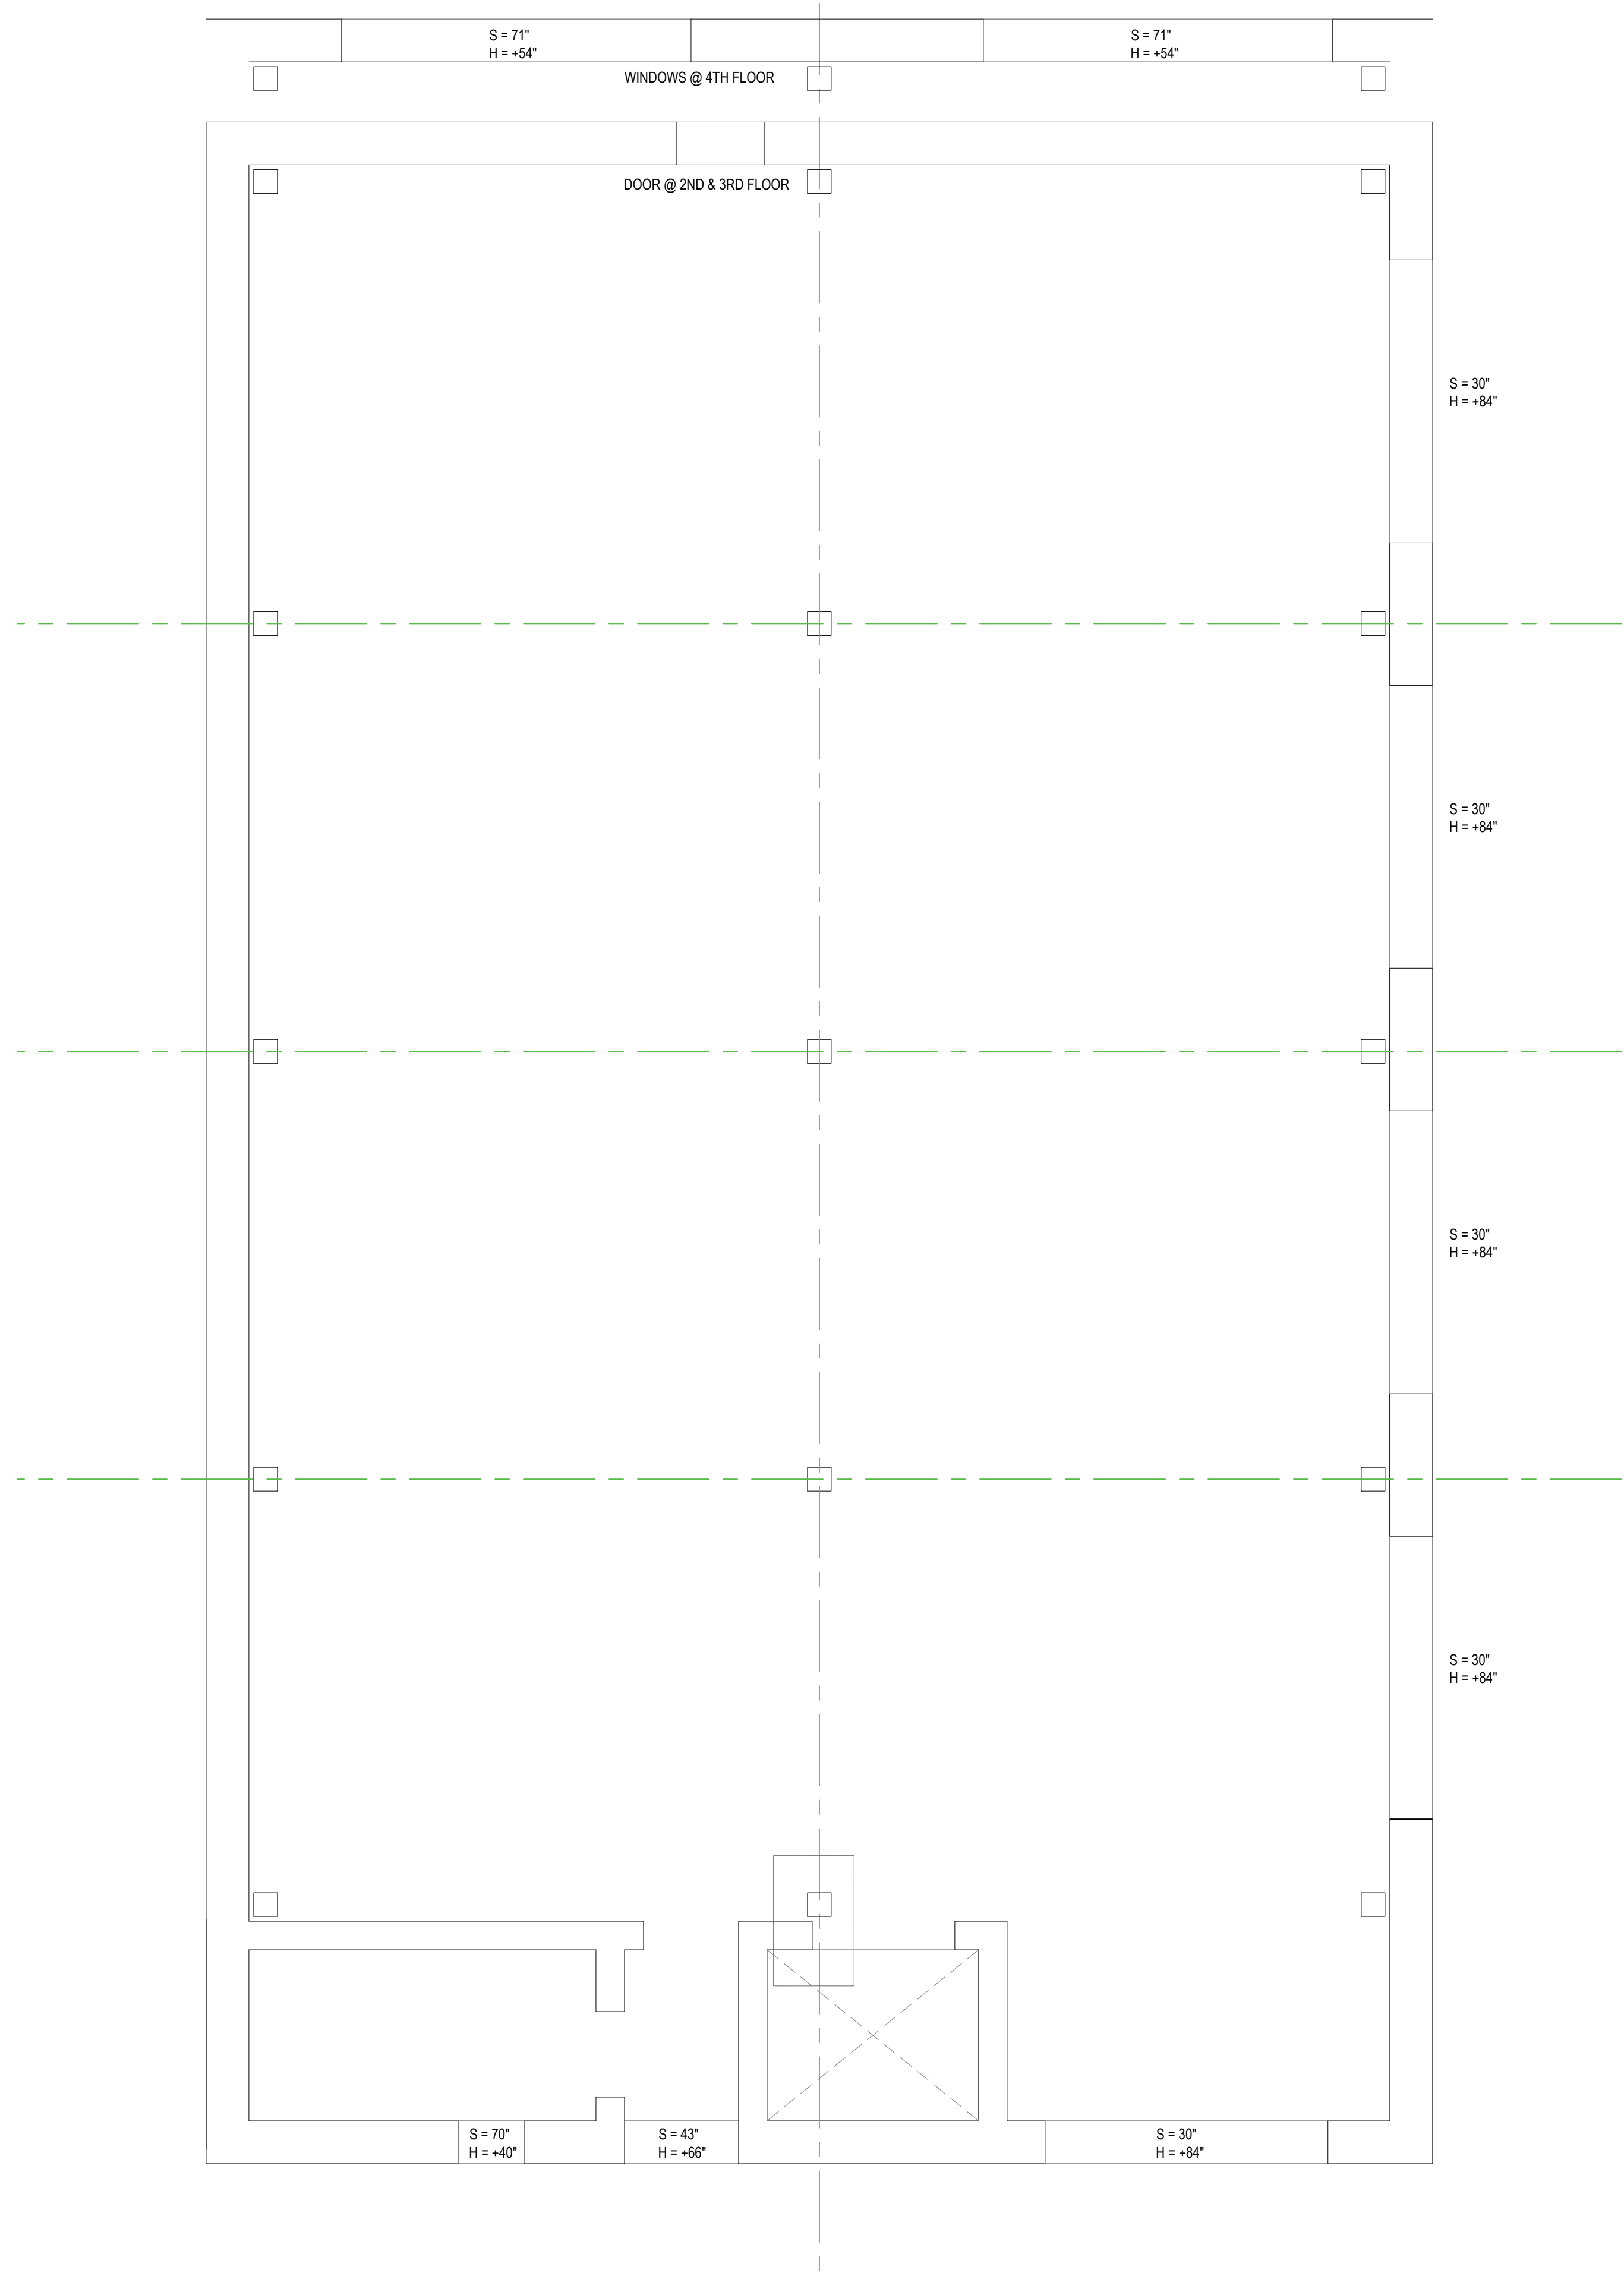 S = 71"
H = +54"
S = 71"
H = +54"
WINDOWS @ 4TH FLOOR
DOOR @ 2ND & 3RD FLOOR
S = 30"
H = +84"
S = 30"
H = +84"
S = 30"
H = +84"
S = 30"
H = +84"
S = 70"
H = +40"
S = 43"
H = +66"
S = 30"
H = +84"